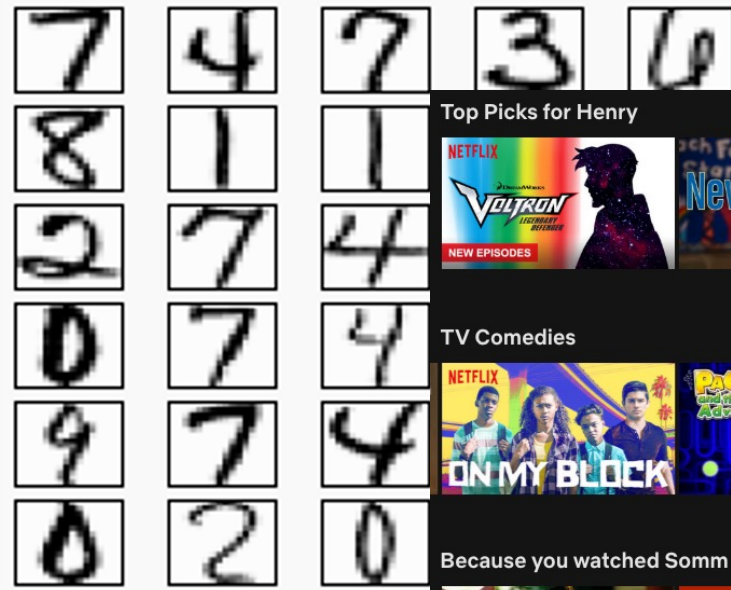 7 4 7 3 6
8 1 1
2 7 4
0 7 4
9 7 4
0 2 0
Top Picks for Henry
NETFLIX
DREAMWORKS
VOLTRON
LEGENDARY
DEFENDER
NEW EPISODES
TV Comedies
NETFLIX
ON MY BLOCK
Because you watched Somm